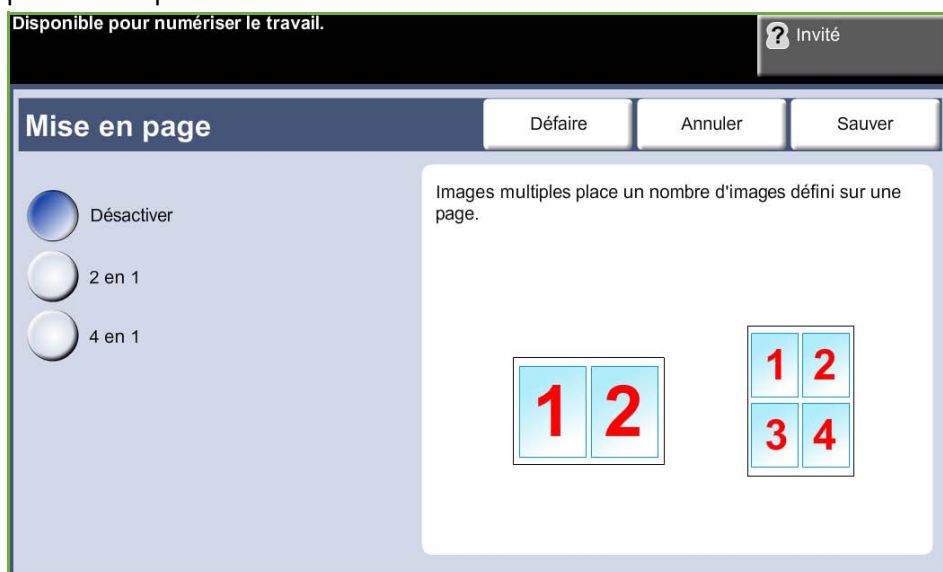 Disponible pour numériser le travail.
? Invité
Mise en page
Défaire
Annuler
Sauver
Désactiver
2 en 1
4 en 1
Images multiples place un nombre d'images défini sur une
page.
1 2
1 2
3 4